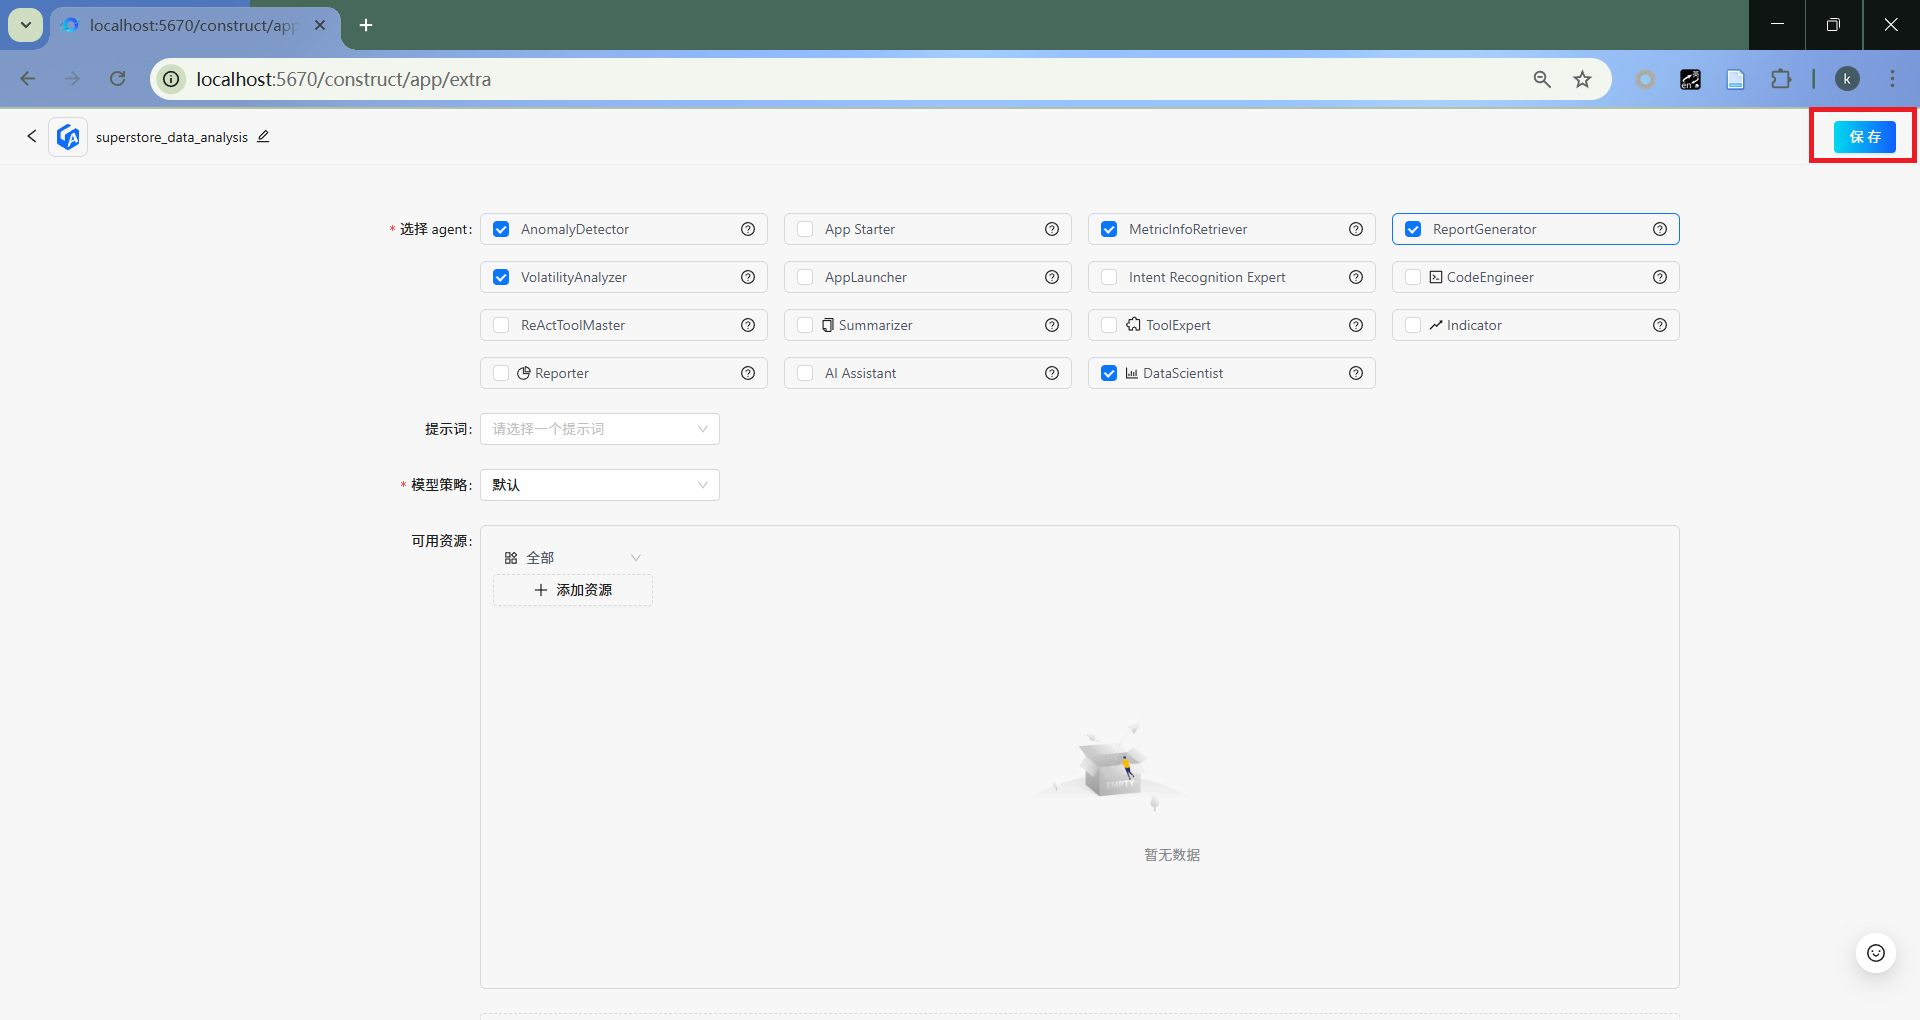 localhost:5670/construct/app
localhost:5670/construct/app/extra
en 英
k
superstore_data_analysis
保 存
* 选择 agent:
AnomalyDetector
App Starter
MetricInfoRetriever
ReportGenerator
VolatilityAnalyzer
AppLauncher
Intent Recognition Expert
CodeEngineer
ReActToolMaster
Summarizer
ToolExpert
Indicator
Reporter
AI Assistant
DataScientist
提示词:
请选择一个提示词
* 模型策略:
默认
可用资源:
全部
添加资源
EMPTY
暂无数据